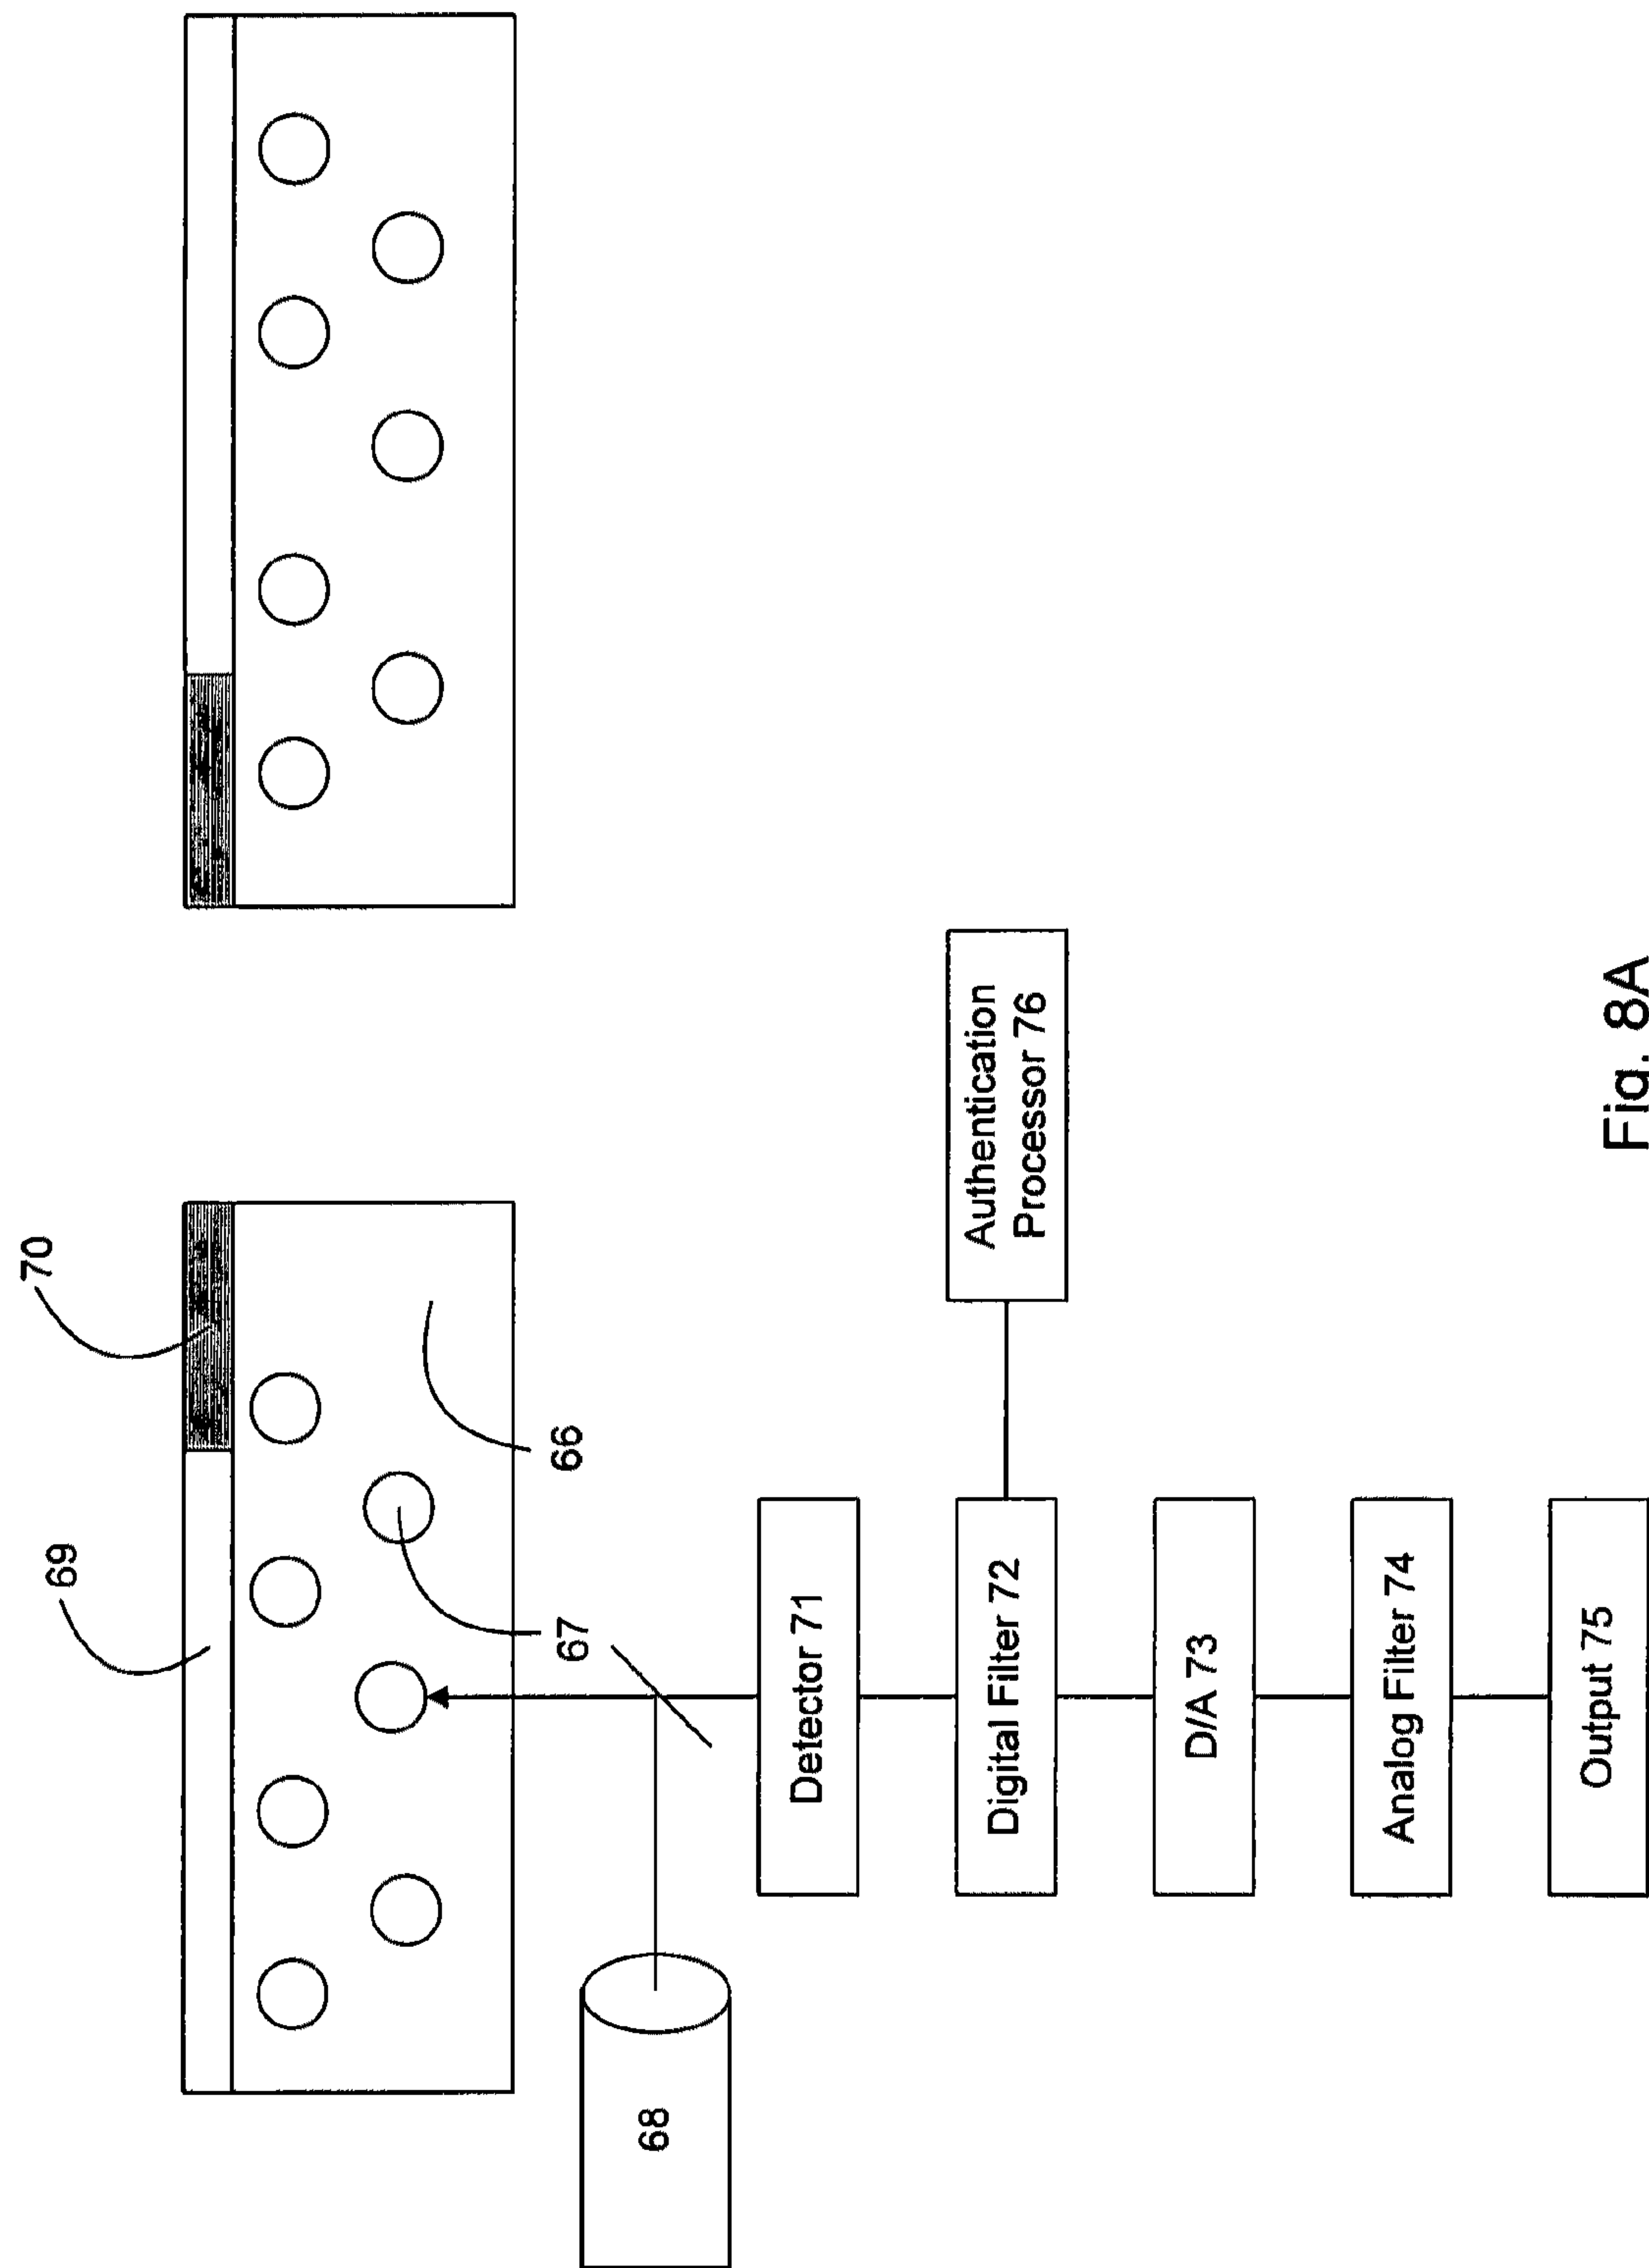 70
69
66
67
68
Detector 71
Digital Filter 72
Authentication
Processor 76
D/A 73
Analog Filter 74
Output 75
Fig. 8A